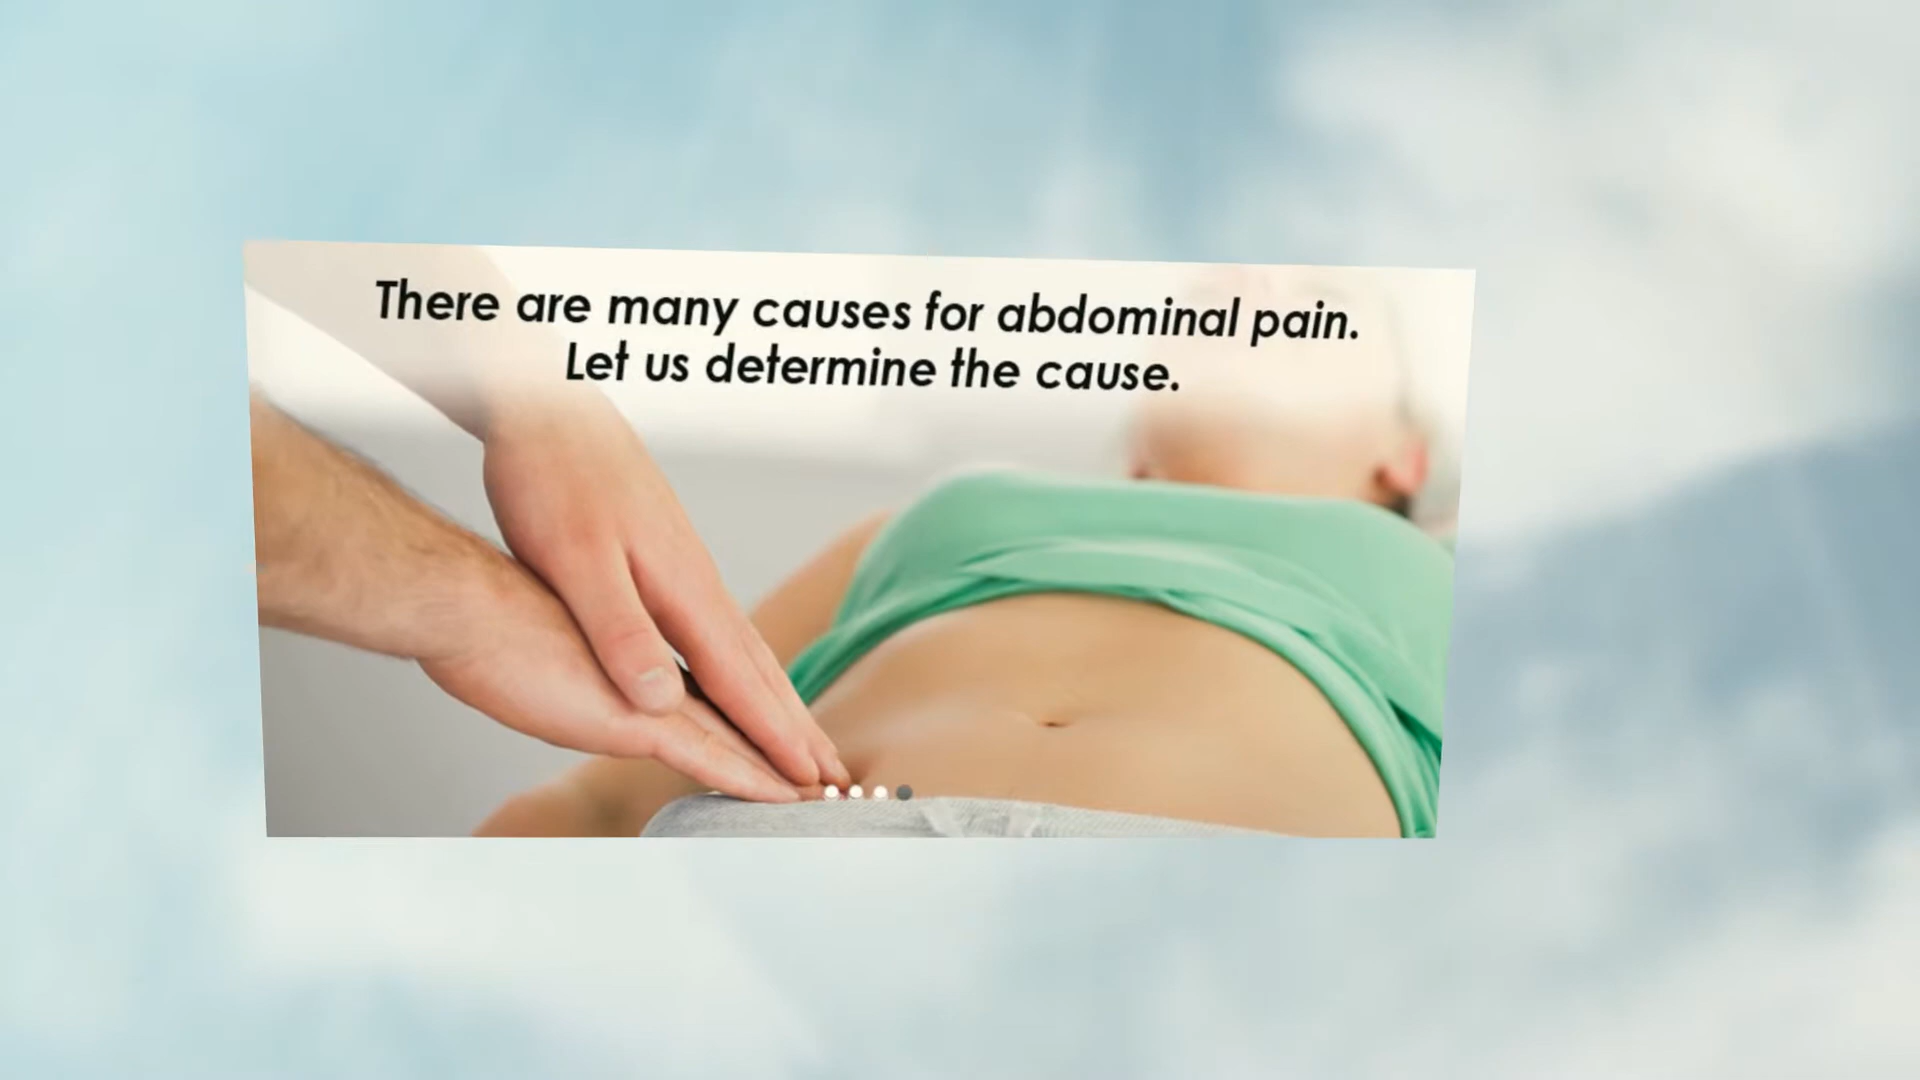 There are many causes for abdominal pain.
Let us determine the cause.